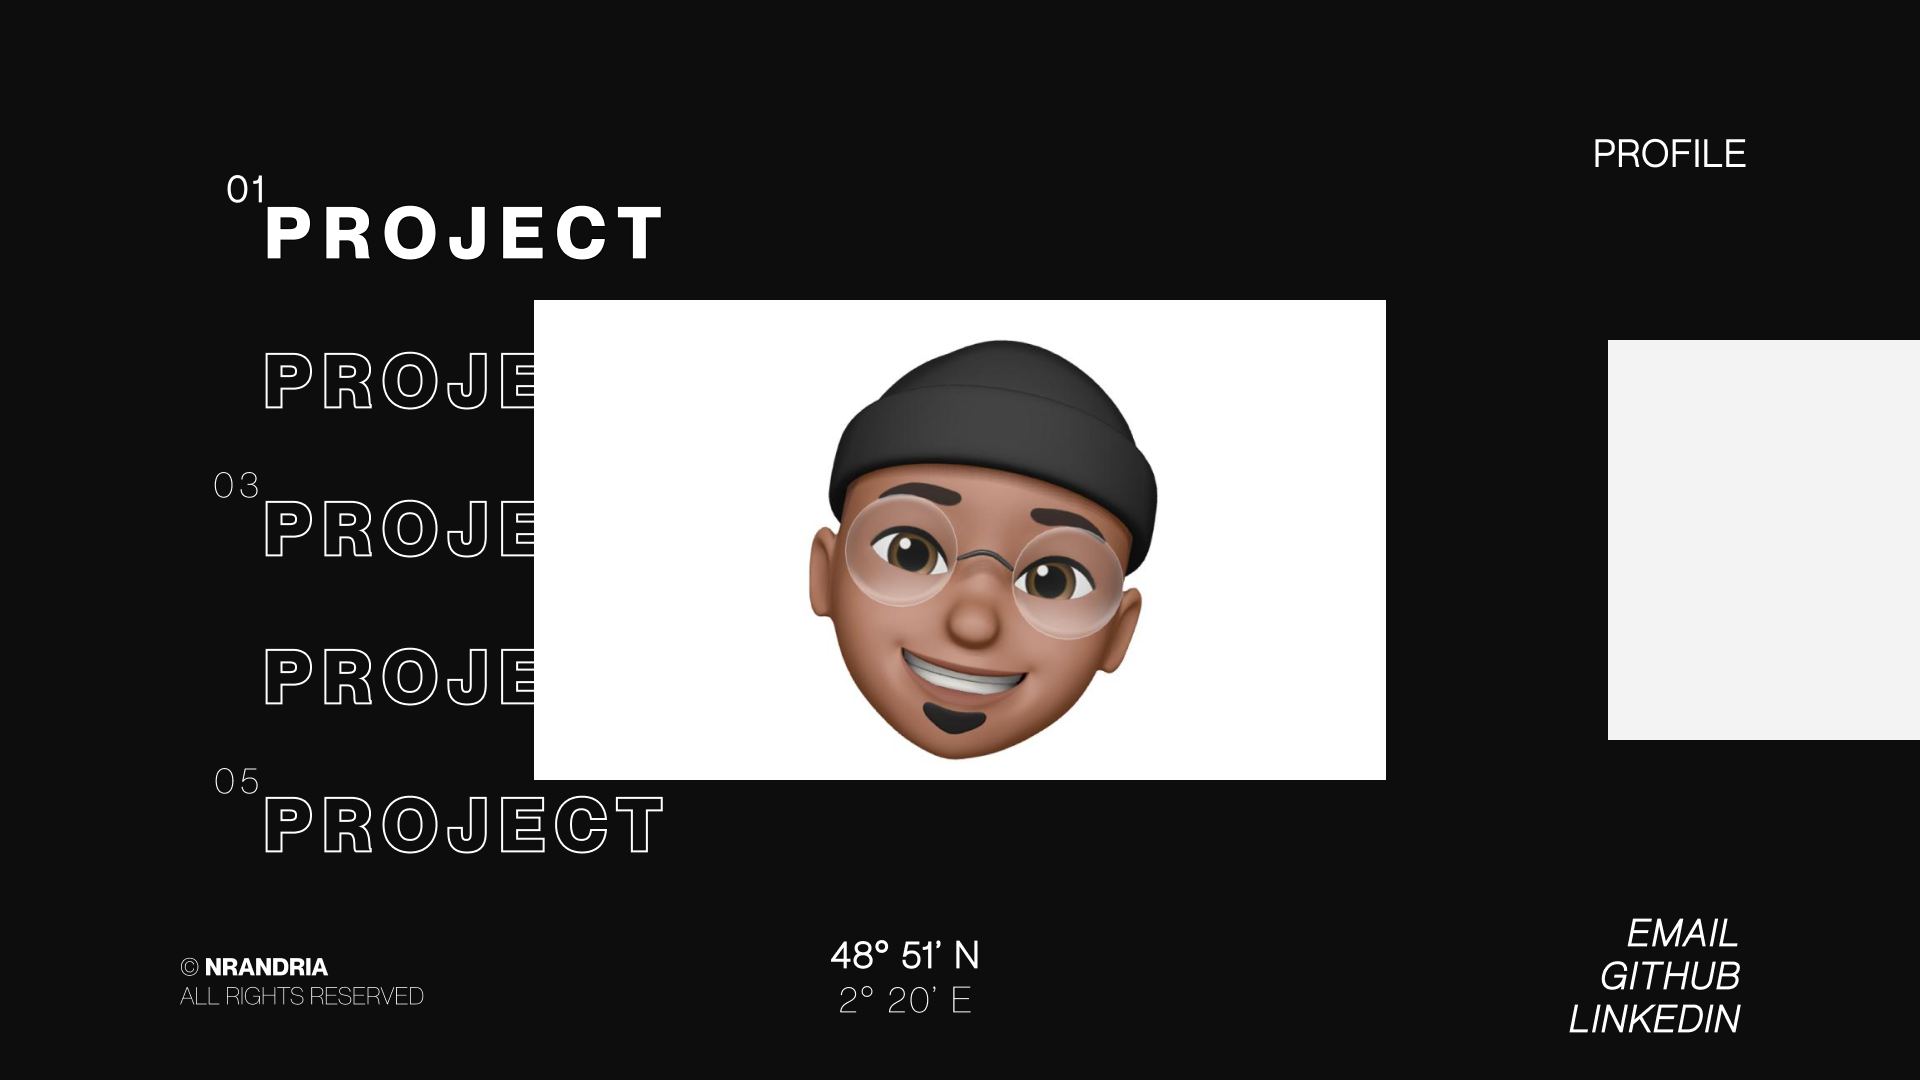 PROFILE
01
PROJECT
PROJE
03
PROJE
PROJE
05
PROJECT
© NRANDRIA
ALL RIGHTS RESERVED
48° 51’ N
2° 20’ E
EMAIL
GITHUB
LINKEDIN